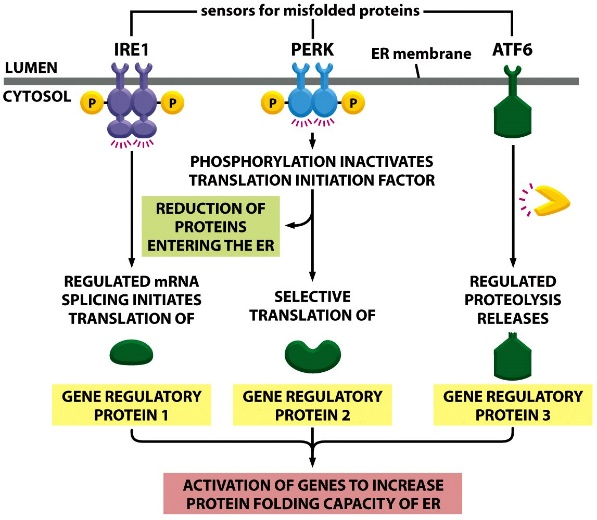 sensors for misfolded proteins
IRE1
PERK
ATF6
ER membrane
LUMEN
CYTOSOL
P
P
P
P
PHOSPHORYLATION INACTIVATES
TRANSLATION INITIATION FACTOR
REDUCTION OF
PROTEINS
ENTERING THE ER
REGULATED mRNA
SPLICING INITIATES
TRANSLATION OF
SELECTIVE
TRANSLATION OF
REGULATED
PROTEOLYSIS
RELEASES
GENE REGULATORY
PROTEIN 1
GENE REGULATORY
PROTEIN 2
GENE REGULATORY
PROTEIN 3
ACTIVATION OF GENES TO INCREASE
PROTEIN FOLDING CAPACITY OF ER